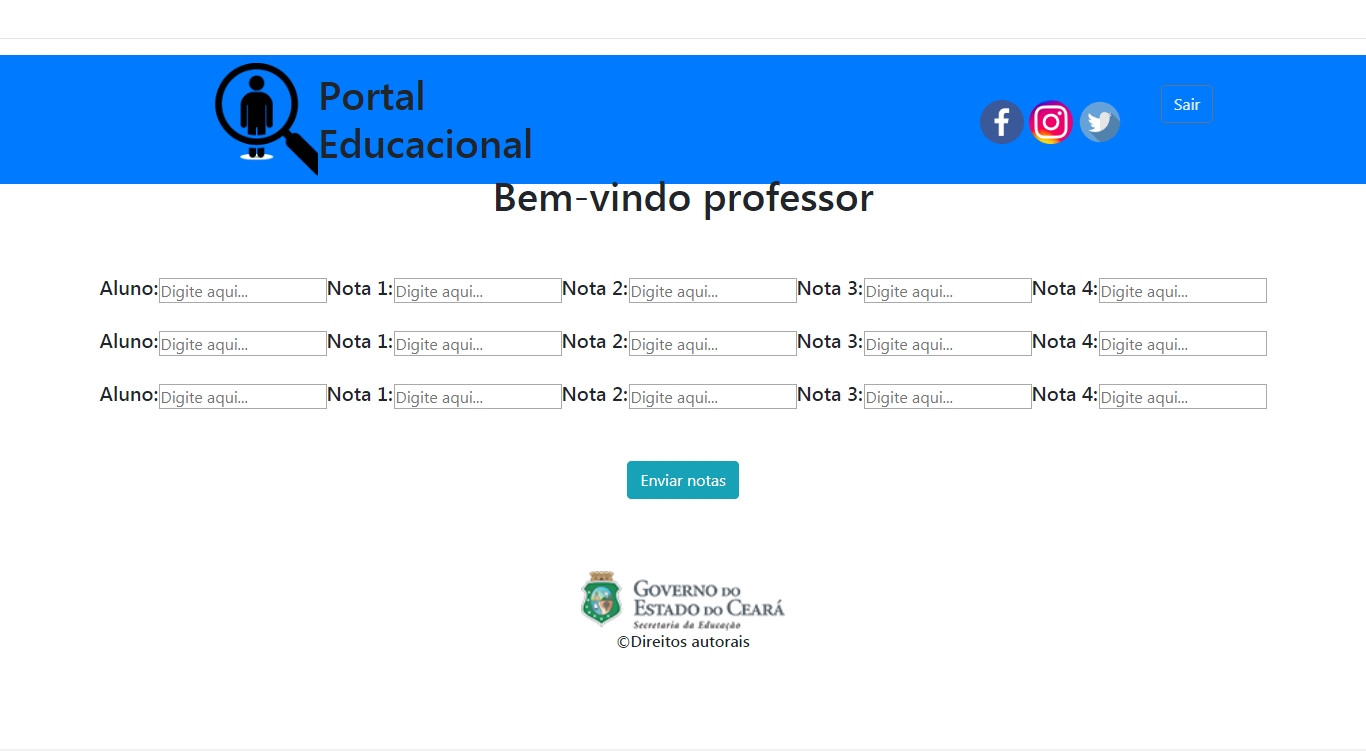 Portal
Educacional
Sair
Bem-vindo professor
Aluno: Digite aqui... Nota 1: Digite aqui... Nota 2: Digite aqui... Nota 3: Digite aqui... Nota 4: Digite aqui...
Aluno: Digite aqui... Nota 1: Digite aqui... Nota 2: Digite aqui... Nota 3: Digite aqui... Nota 4: Digite aqui...
Aluno: Digite aqui... Nota 1: Digite aqui... Nota 2: Digite aqui... Nota 3: Digite aqui... Nota 4: Digite aqui...
Enviar notas
GOVERNO DO
ESTADO DO CEARÁ
Secretaria da Educação
©Direitos autorais